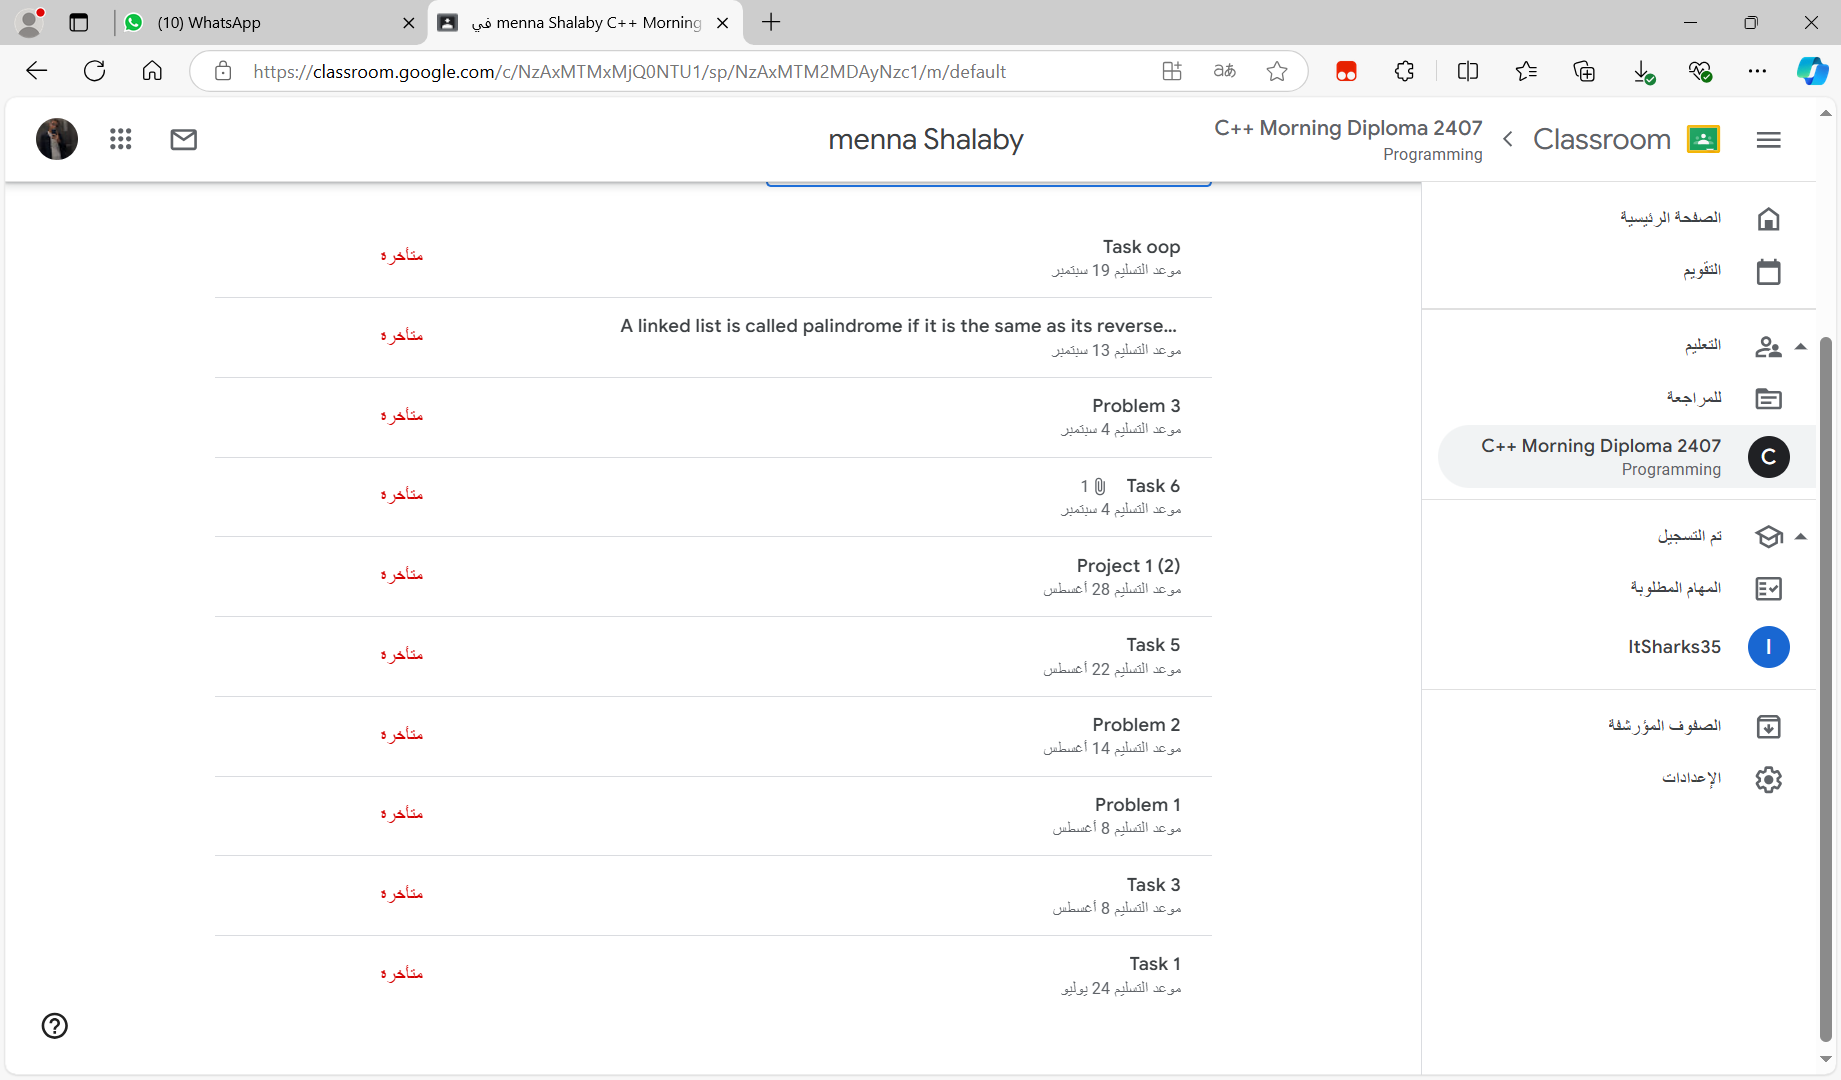 (10) WhatsApp
في menna Shalaby C++ Morning
https://classroom.google.com/c/NzAxMTMxMjQ0NTU1/sp/NzAxMTM2MDAyNzc1/m/default
Classroom
C++ Morning Diploma 2407
Programming
menna Shalaby
Task oop
موعد التسليم 19 سبتمبر
متأخرة
A linked list is called palindrome if it is the same as its reverse...
موعد التسليم 13 سبتمبر
متأخرة
Problem 3
موعد التسليم 4 سبتمبر
متأخرة
Task 6
1
موعد التسليم 4 سبتمبر
متأخرة
Project 1 (2)
موعد التسليم 28 أغسطس
متأخرة
Task 5
موعد التسليم 22 أغسطس
متأخرة
Problem 2
موعد التسليم 14 أغسطس
متأخرة
Problem 1
موعد التسليم 8 أغسطس
متأخرة
Task 3
موعد التسليم 8 أغسطس
متأخرة
Task 1
موعد التسليم 24 يوليو
متأخرة
الصفحة الرئيسية
التقويم
التعليم
للمراجعة
C
C++ Morning Diploma 2407
Programming
تم التسجيل
المهام المطلوبة
I
ItSharks35
الصفوف المؤرشفة
الإعدادات